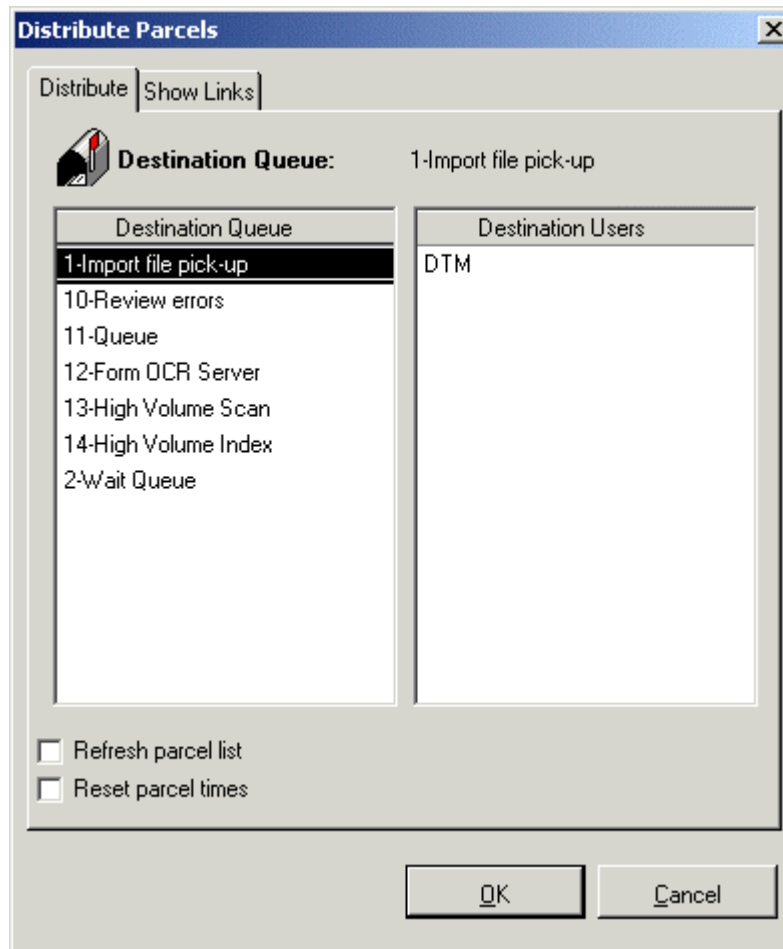 Distribute Parcels
Distribute Show Links
Destination Queue: 1-Import file pick-up
Destination Queue
1-Import file pick-up
10-Review errors
11-Queue
12-Form OCR Server
13-High Volume Scan
14-High Volume Index
2-Wait Queue
Destination Users
DTM
Refresh parcel list
Reset parcel times
OK Cancel